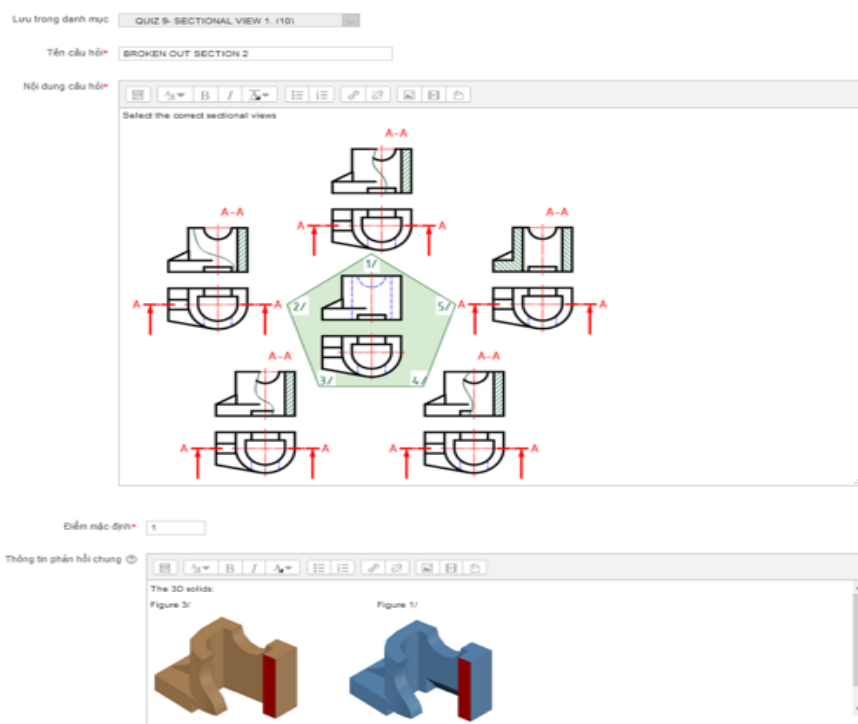 Lưu trong danh mục QUIZ 9- SECTIONAL VIEW 1. (10)
Tên câu hỏi* BROKEN OUT SECTION 2
Nội dung câu hỏi*
B I
Select the correct sectional views
A-A
A A
1/
A-A
A A
2/
A-A
A A
5/
A-A
A A
3/
A-A
A A
4/
Điểm mặc định* 1
Thông tin phản hồi chung
B I
The 3D solids:
Figure 3/ Figure 1/